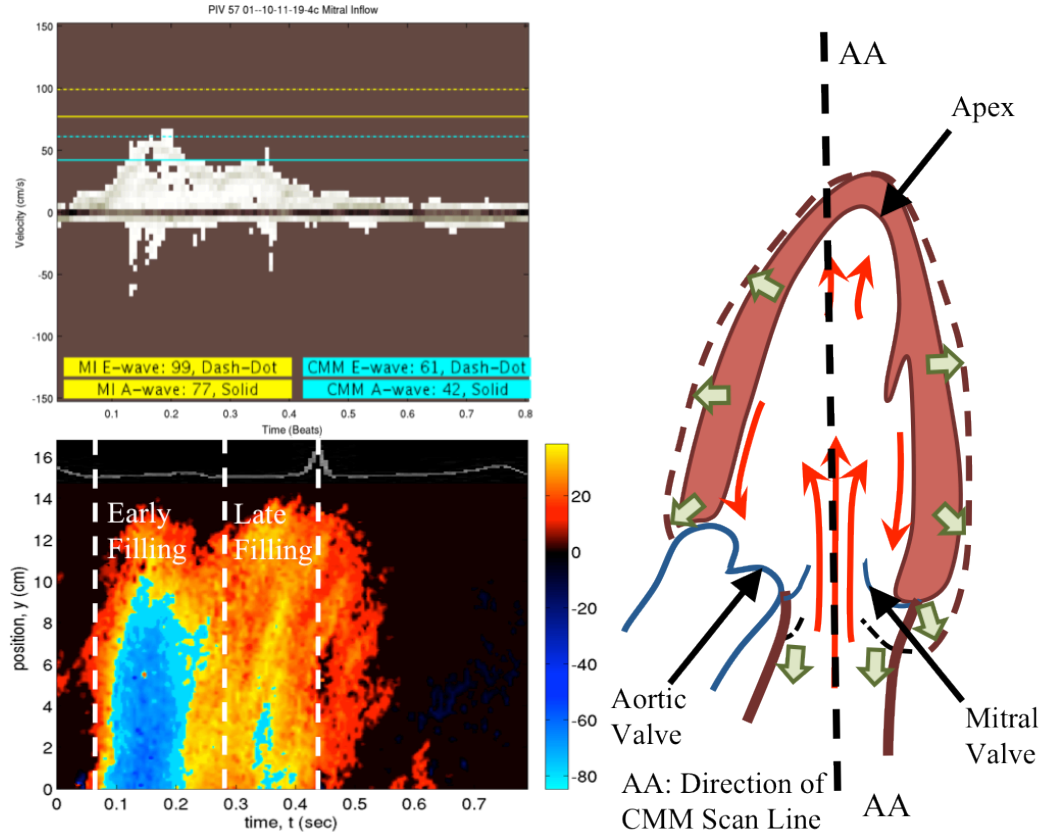 PIV 57 01--10-11-19-4c Mitral Inflow
150
100
50
0
-50
-100
-150
Velocity (cm/s)
MI E-wave: 99, Dash-Dot
CMM E-wave: 61, Dash-Dot
MI A-wave: 77, Solid
CMM A-wave: 42, Solid
0.1 0.2 0.3 0.4 0.5 0.6 0.7 0.8
Time (Beats)
16
14
12
10
8
6
4
2
0
position, y (cm)
Early
Filling
Late
Filling
20
0
-20
-40
-60
-80
0 0.1 0.2 0.3 0.4 0.5 0.6 0.7
time, t (sec)
AA
Apex
Aortic
Valve
Mitral
Valve
AA: Direction of
CMM Scan Line
AA